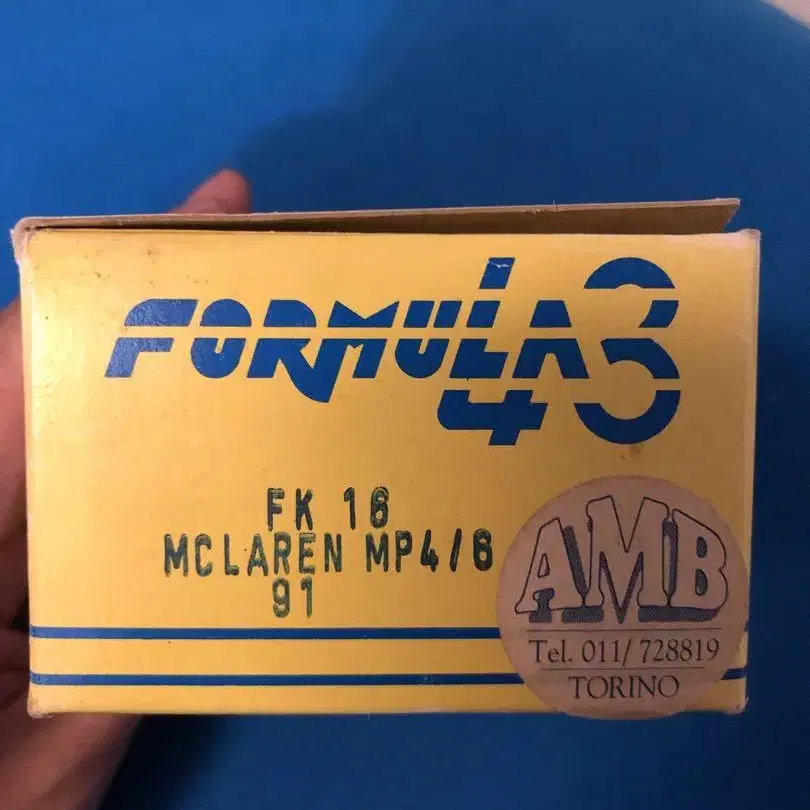 FORMULA 43
FK 16
MCLAREN MP4/6
91
AMB
Tel. 011/ 728819
TORINO